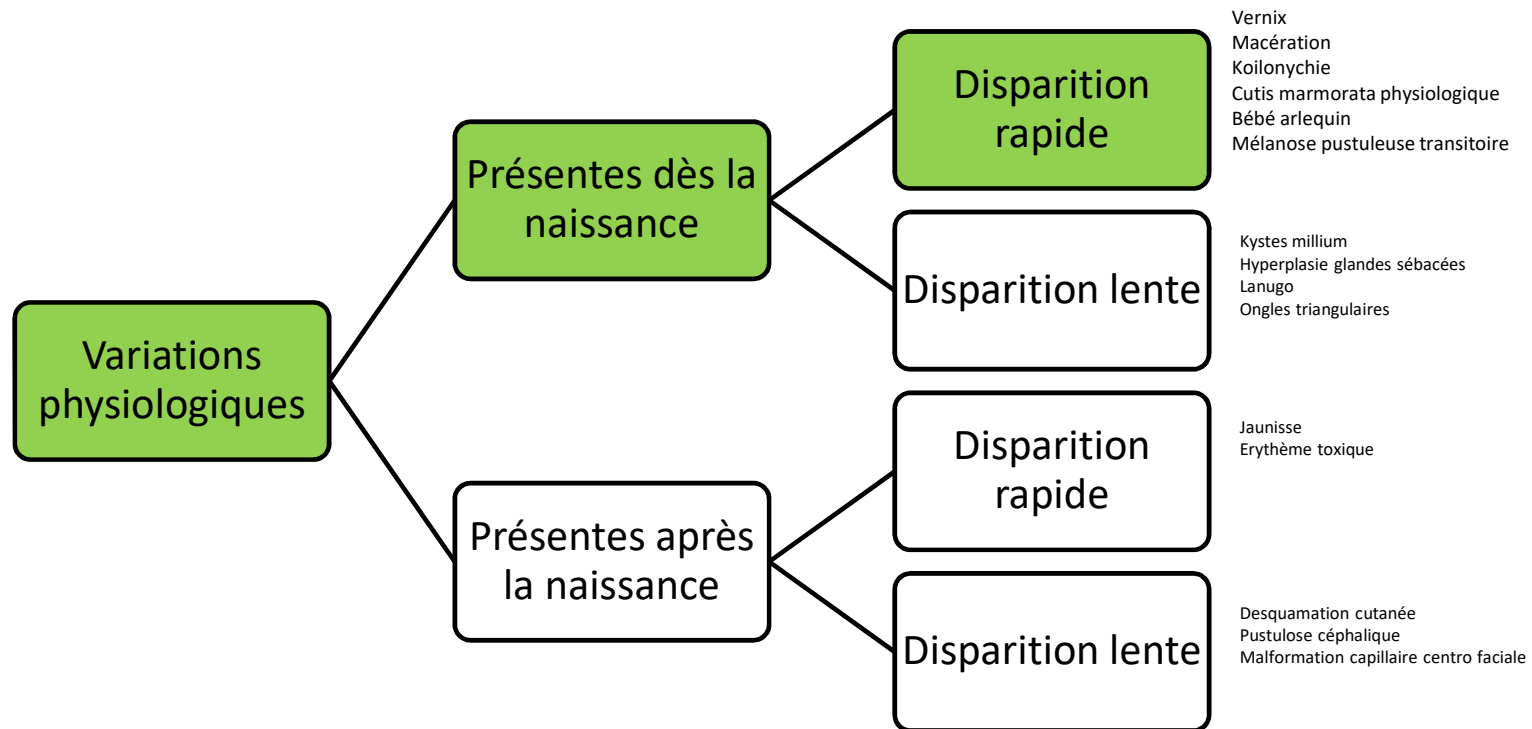 Variations
physiologiques
Présentes dès la
naissance
Disparition
rapide
Vernix
Macération
Koilonychie
Cutis marmorata physiologique
Bébé arlequin
Mélanose pustuleuse transitoire
Disparition lente
Kystes millium
Hyperplasie glandes sébacées
Lanugo
Ongles triangulaires
Présentes après
la naissance
Disparition
rapide
Jaunisse
Erythème toxique
Disparition lente
Desquamation cutanée
Pustulose céphalique
Malformation capillaire centro faciale